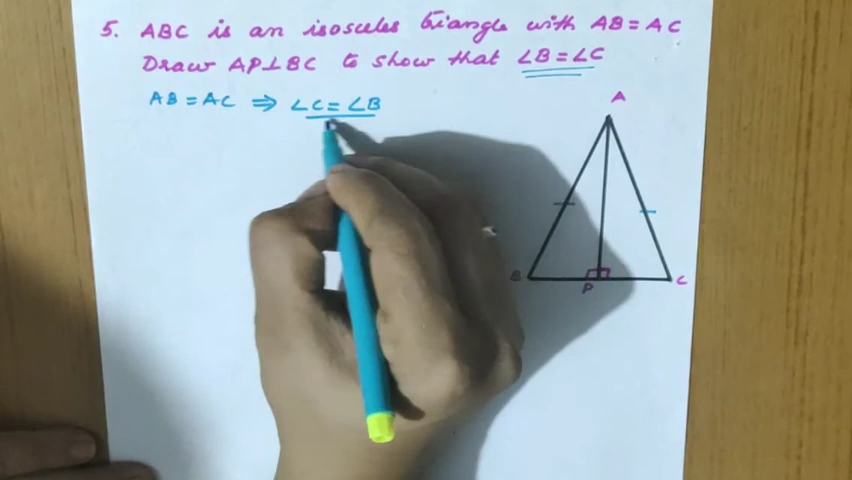 5. ABC is an isosceles triangle with AB = AC
Draw AP⊥BC to show that ∠B = ∠C
AB = AC ⇒ ∠C = ∠B
A
B
P
C